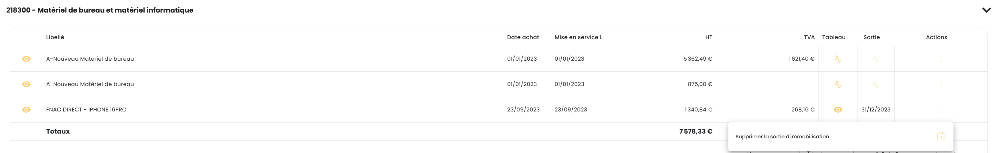 218300 - Matériel de bureau et matériel informatique
Libellé Date achat Mise en service L HT TVA Tableau Sortie Actions
A-Nouveau Matériel de bureau 01/01/2023 01/01/2023 5 362,49 € 1 621,40 €
A-Nouveau Matériel de bureau 01/01/2023 01/01/2023 875,00 € -
FNAC DIRECT - IPHONE 16PRO 23/09/2023 23/09/2023 1 340,84 € 268,16 € 31/12/2023
Totaux 7 578,33 €
Supprimer la sortie d'immobilisation